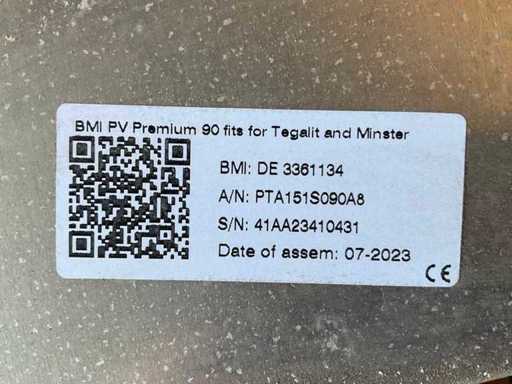 BMI PV Premium 90 fits for Tegalit and Minster
BMI: DE 3361134
A/N: PTA151S090A8
S/N: 41AA23410431
Date of assem: 07-2023
CE